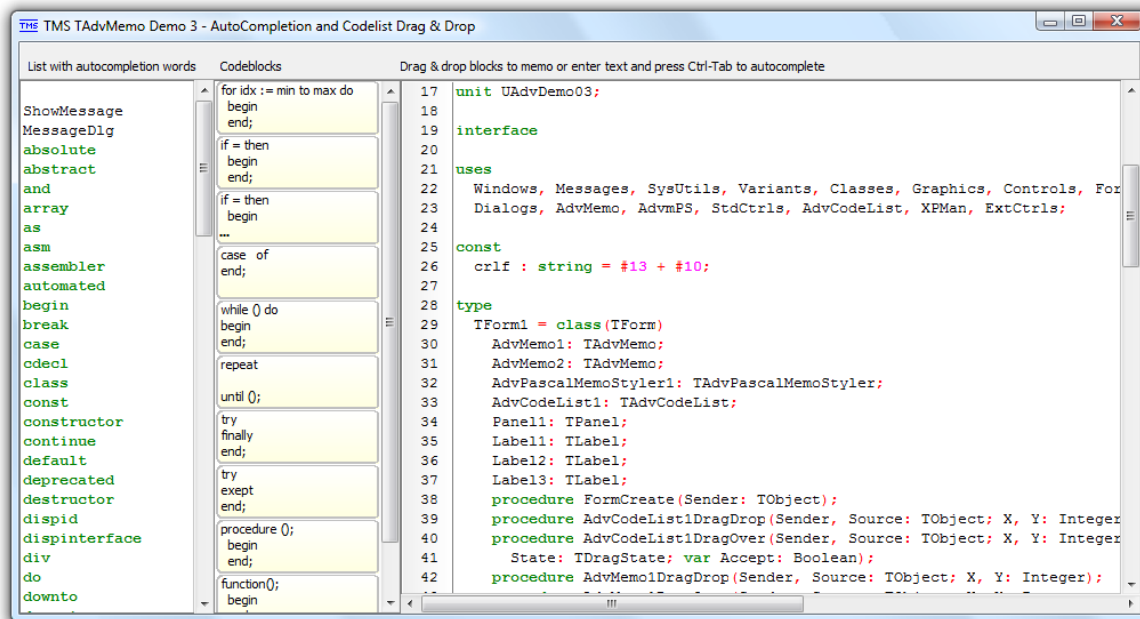 TMS TAdvMemo Demo 3 - AutoCompletion and Codelist Drag & Drop
List with autocompletion words
Codeblocks
Drag & drop blocks to memo or enter text and press Ctrl-Tab to autocomplete
ShowMessage
MessageDlg
absolute
abstract
and
array
as
asm
assembler
automated
begin
break
case
cdecl
class
const
constructor
continue
default
deprecated
destructor
dispid
dispinterface
div
do
downto
for idx := min to max do
begin
end;
if = then
begin
end;
if = then
begin
...
case of
end;
while () do
begin
end;
repeat
until ();
try
finally
end;
try
exept
end;
procedure ();
begin
end;
function();
begin
17 unit UAdvDemo03;
18
19 interface
20
21 uses
22 Windows, Messages, SysUtils, Variants, Classes, Graphics, Controls, For
23 Dialogs, AdvMemo, AdvmPS, StdCtrls, AdvCodeList, XPMan, ExtCtrls;
24
25 const
26 crlf : string = #13 + #10;
27
28 type
29 TForm1 = class(TForm)
30 AdvMemo1: TAdvMemo;
31 AdvMemo2: TAdvMemo;
32 AdvPascalMemoStyler1: TAdvPascalMemoStyler;
33 AdvCodeList1: TAdvCodeList;
34 Panel1: TPanel;
35 Label1: TLabel;
36 Label2: TLabel;
37 Label3: TLabel;
38 procedure FormCreate(Sender: TObject);
39 procedure AdvCodeList1DragDrop(Sender, Source: TObject; X, Y: Integer
40 procedure AdvCodeList1DragOver(Sender, Source: TObject; X, Y: Integer
41 State: TDragState; var Accept: Boolean);
42 procedure AdvMemo1DragDrop(Sender, Source: TObject; X, Y: Integer);